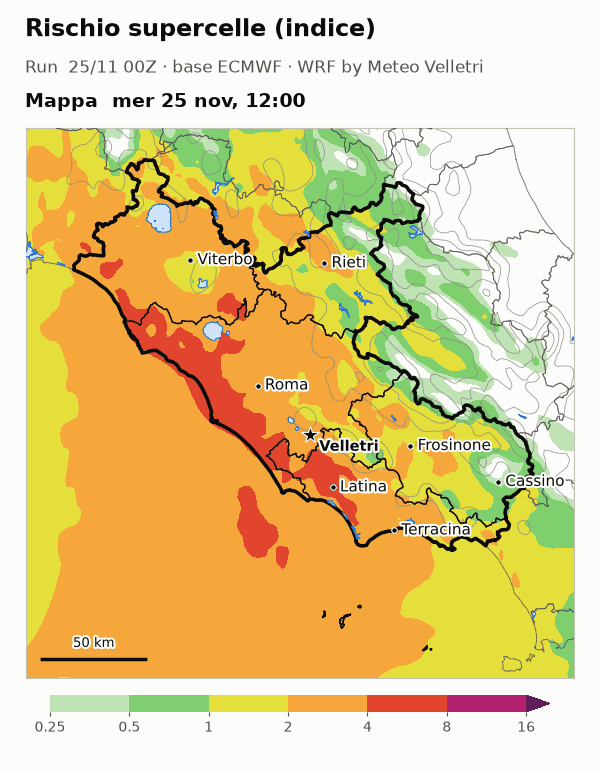 Rischio supercelle (indice)
Run  25/11 00Z · base ECMWF · WRF by Meteo Velletri
Mappa  mer 25 nov, 12:00
Viterbo
Rieti
Roma
Velletri
Frosinone
Cassino
Latina
Terracina
50 km
0.25 0.5 1 2 4 8 16